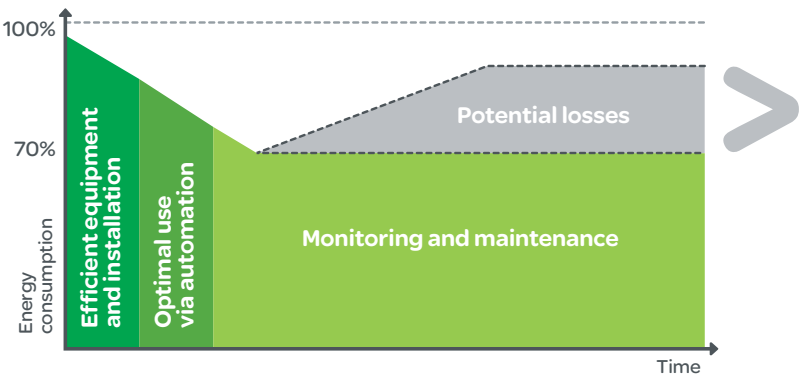 100%
70%
Energy
consumption
Efficient equipment
and installation
Optimal use
via automation
Potential losses
Monitoring and maintenance
Time